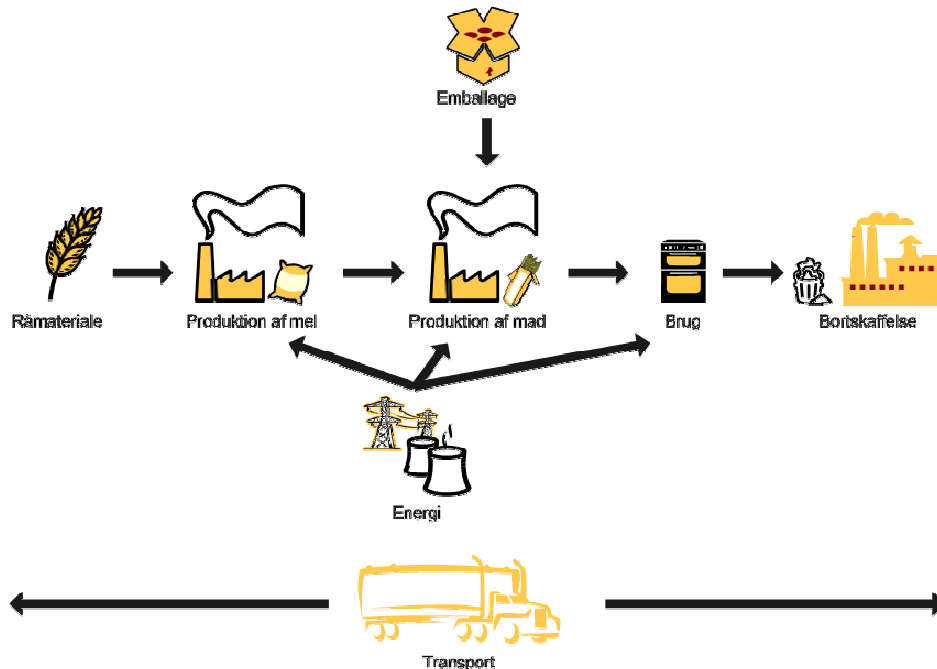 Emballage
Råmateriale
Produktion af mel
Produktion af mad
Brug
Bortskaffelse
Energi
Transport